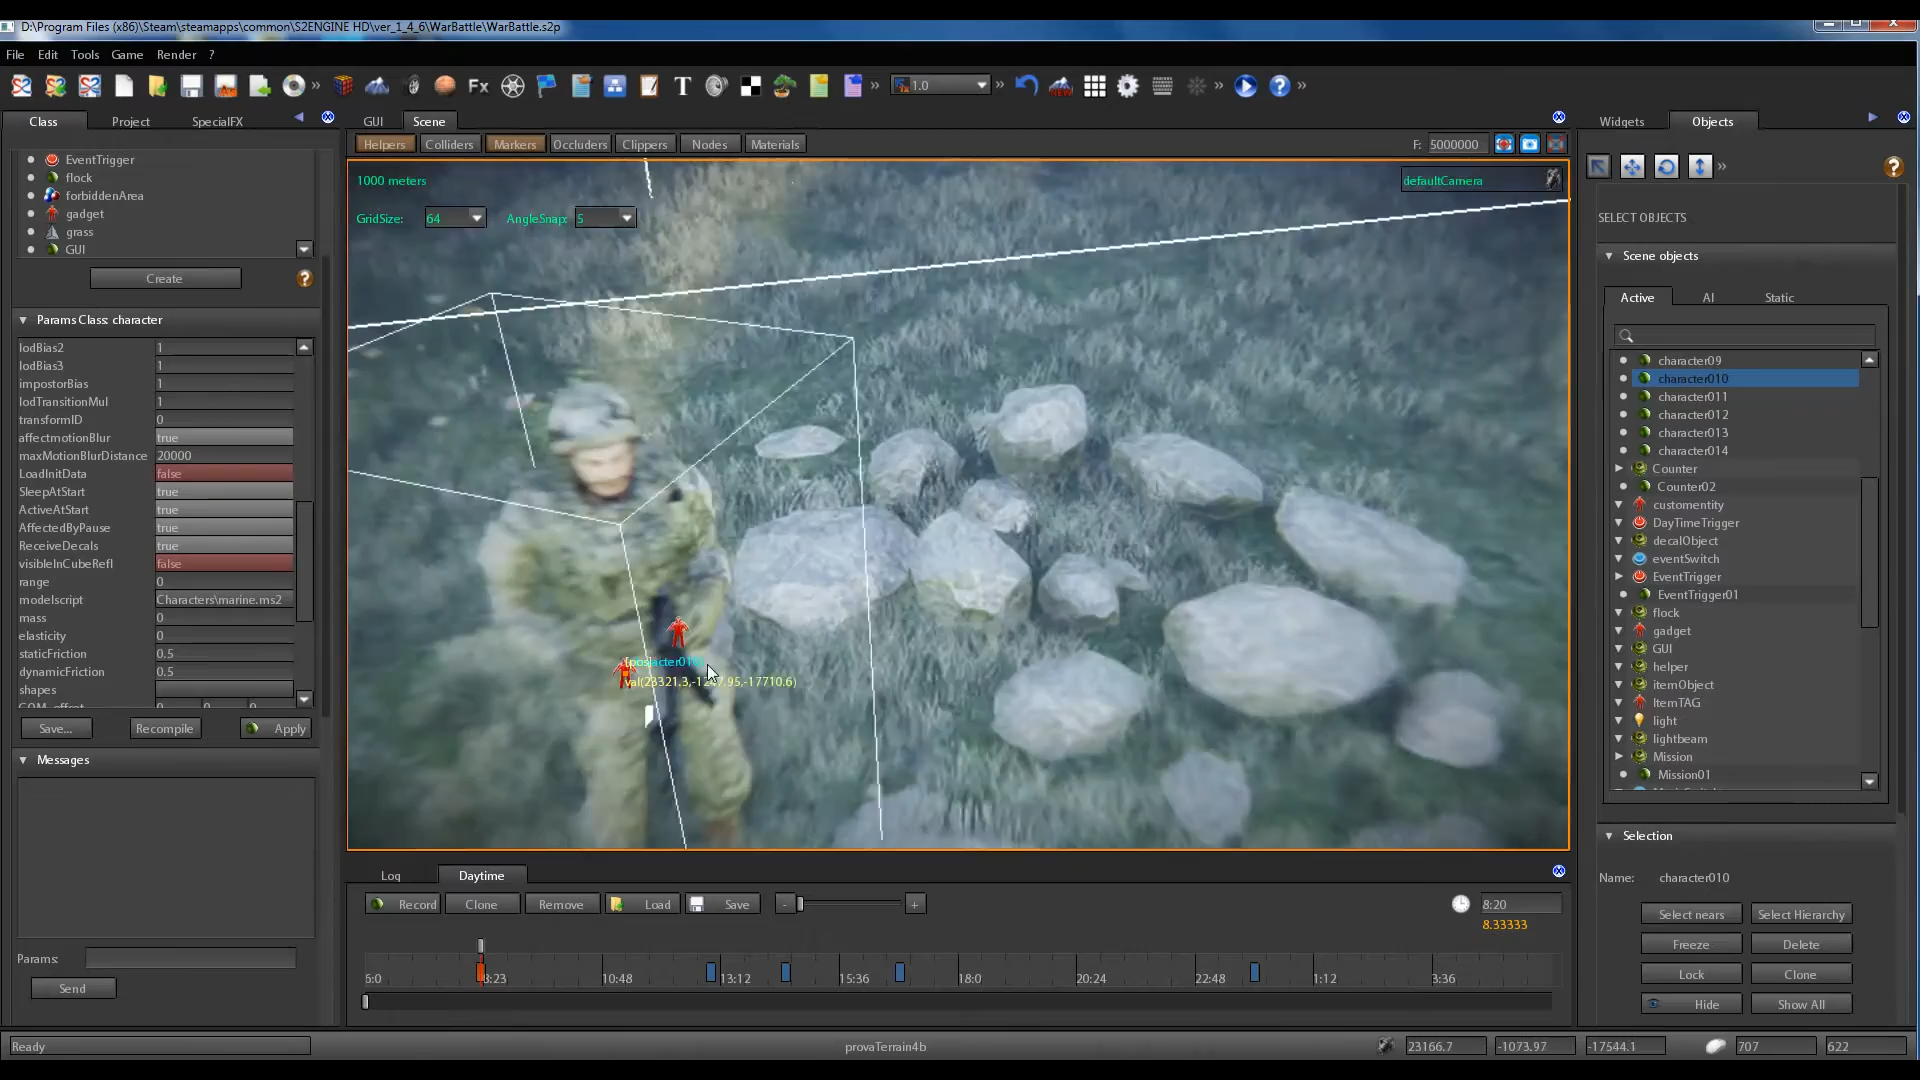 D:\Program Files (x86)\Steam\steamapps\common\S2ENGINE HD\ver_1_4_6\WarBattle\WarBattle.s2p
File Edit Tools Game Render ?
Fx T 1.0
Class Project SpecialFX
EventTrigger
flock
forbiddenArea
gadget
grass
GUI
Create
Params Class: character
lodBias2 1
lodBias3 1
impostorBias 1
lodTransitionMul 1
transformID 0
affectmotionBlur true
maxMotionBlurDistance 20000
LoadInitData false
SleepAtStart true
ActiveAtStart true
AffectedByPause true
ReceiveDecals true
visibleInCubeRefl false
range 0
modelscript Characters\marine.ms2
mass 0
elasticity 0
staticFriction 0.5
dynamicFriction 0.5
shapes
Save... Recompile Apply
Messages
Params:
Send
GUI Scene
Helpers Colliders Markers Occluders Clippers Nodes Materials F: 5000000
1000 meters defaultCamera
GridSize: 64 AngleSnap: 5
Log Daytime
Record Clone Remove Load Save - + 8:20
8.33333
6:0 8:23 10:48 13:12 15:36 18:0 20:24 22:48 1:12 3:36
Widgets Objects
SELECT OBJECTS
Scene objects
Active AI Static
character09
character010
character011
character012
character013
character014
Counter
Counter02
customentity
DayTimeTrigger
decalObject
eventSwitch
EventTrigger
EventTrigger01
flock
gadget
GUI
helper
itemObject
ItemTAG
light
lightbeam
Mission
Mission01
Selection
Name: character010
Select nears Select Hierarchy
Freeze Delete
Lock Clone
Hide Show All
Ready provaTerrain4b 23166.7 -1073.97 -17544.1 707 622